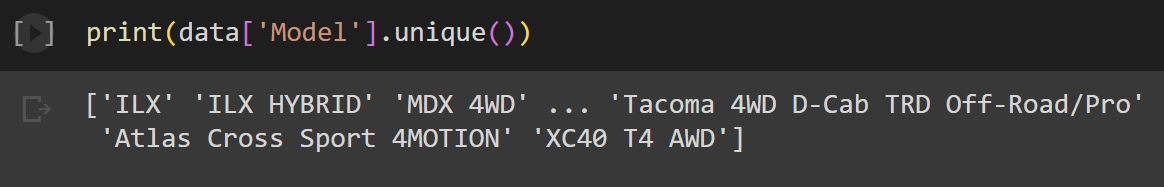 [ ] print(data['Model'].unique())
['ILX' 'ILX HYBRID' 'MDX 4WD' ... 'Tacoma 4WD D-Cab TRD Off-Road/Pro'
'Atlas Cross Sport 4MOTION' 'XC40 T4 AWD']